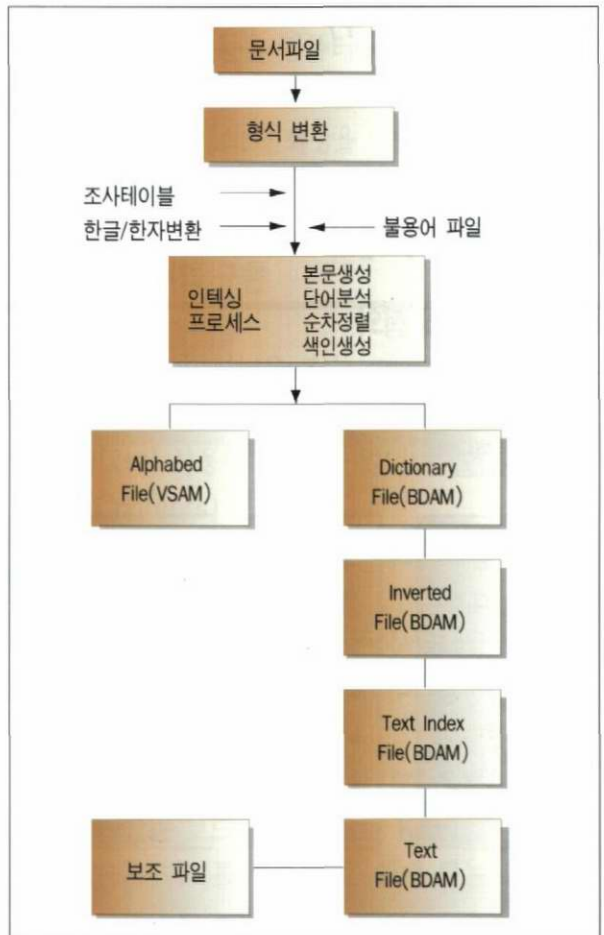 문서파일
형식 변환
조사테이블
한글/한자변환
불용어 파일
인텍싱
프로세스
본문생성
단어분석
순차정렬
색인생성
Alphabed
File(VSAM)
Dictionary
File(BDAM)
Inverted
File(BDAM)
Text Index
File(BDAM)
보조 파일
Text
File(BDAM)